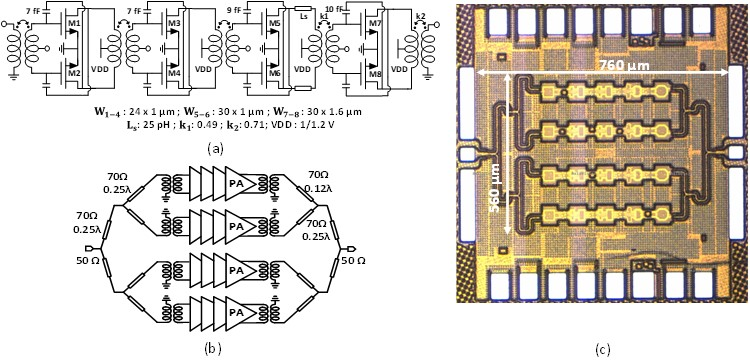 7 fF 7 fF 9 fF Ls k1 10 fF k2
M1 M3 M5 M7
M2 VDD M4 VDD M6 VDD M8 VDD
W₁₋₄ : 24 x 1 μm ; W₅₋₆ : 30 x 1 μm ; W₇₋₈ : 30 x 1.6 μm
Lₛ: 25 pH ; k₁: 0.49 ; k₂: 0.71; VDD : 1/1.2 V
(a)
70Ω
0.25λ
PA
70Ω
0.12λ
70Ω
0.25λ
PA
70Ω
0.25λ
50 Ω
50 Ω
PA
PA
(b)
760 μm
560 μm
(c)